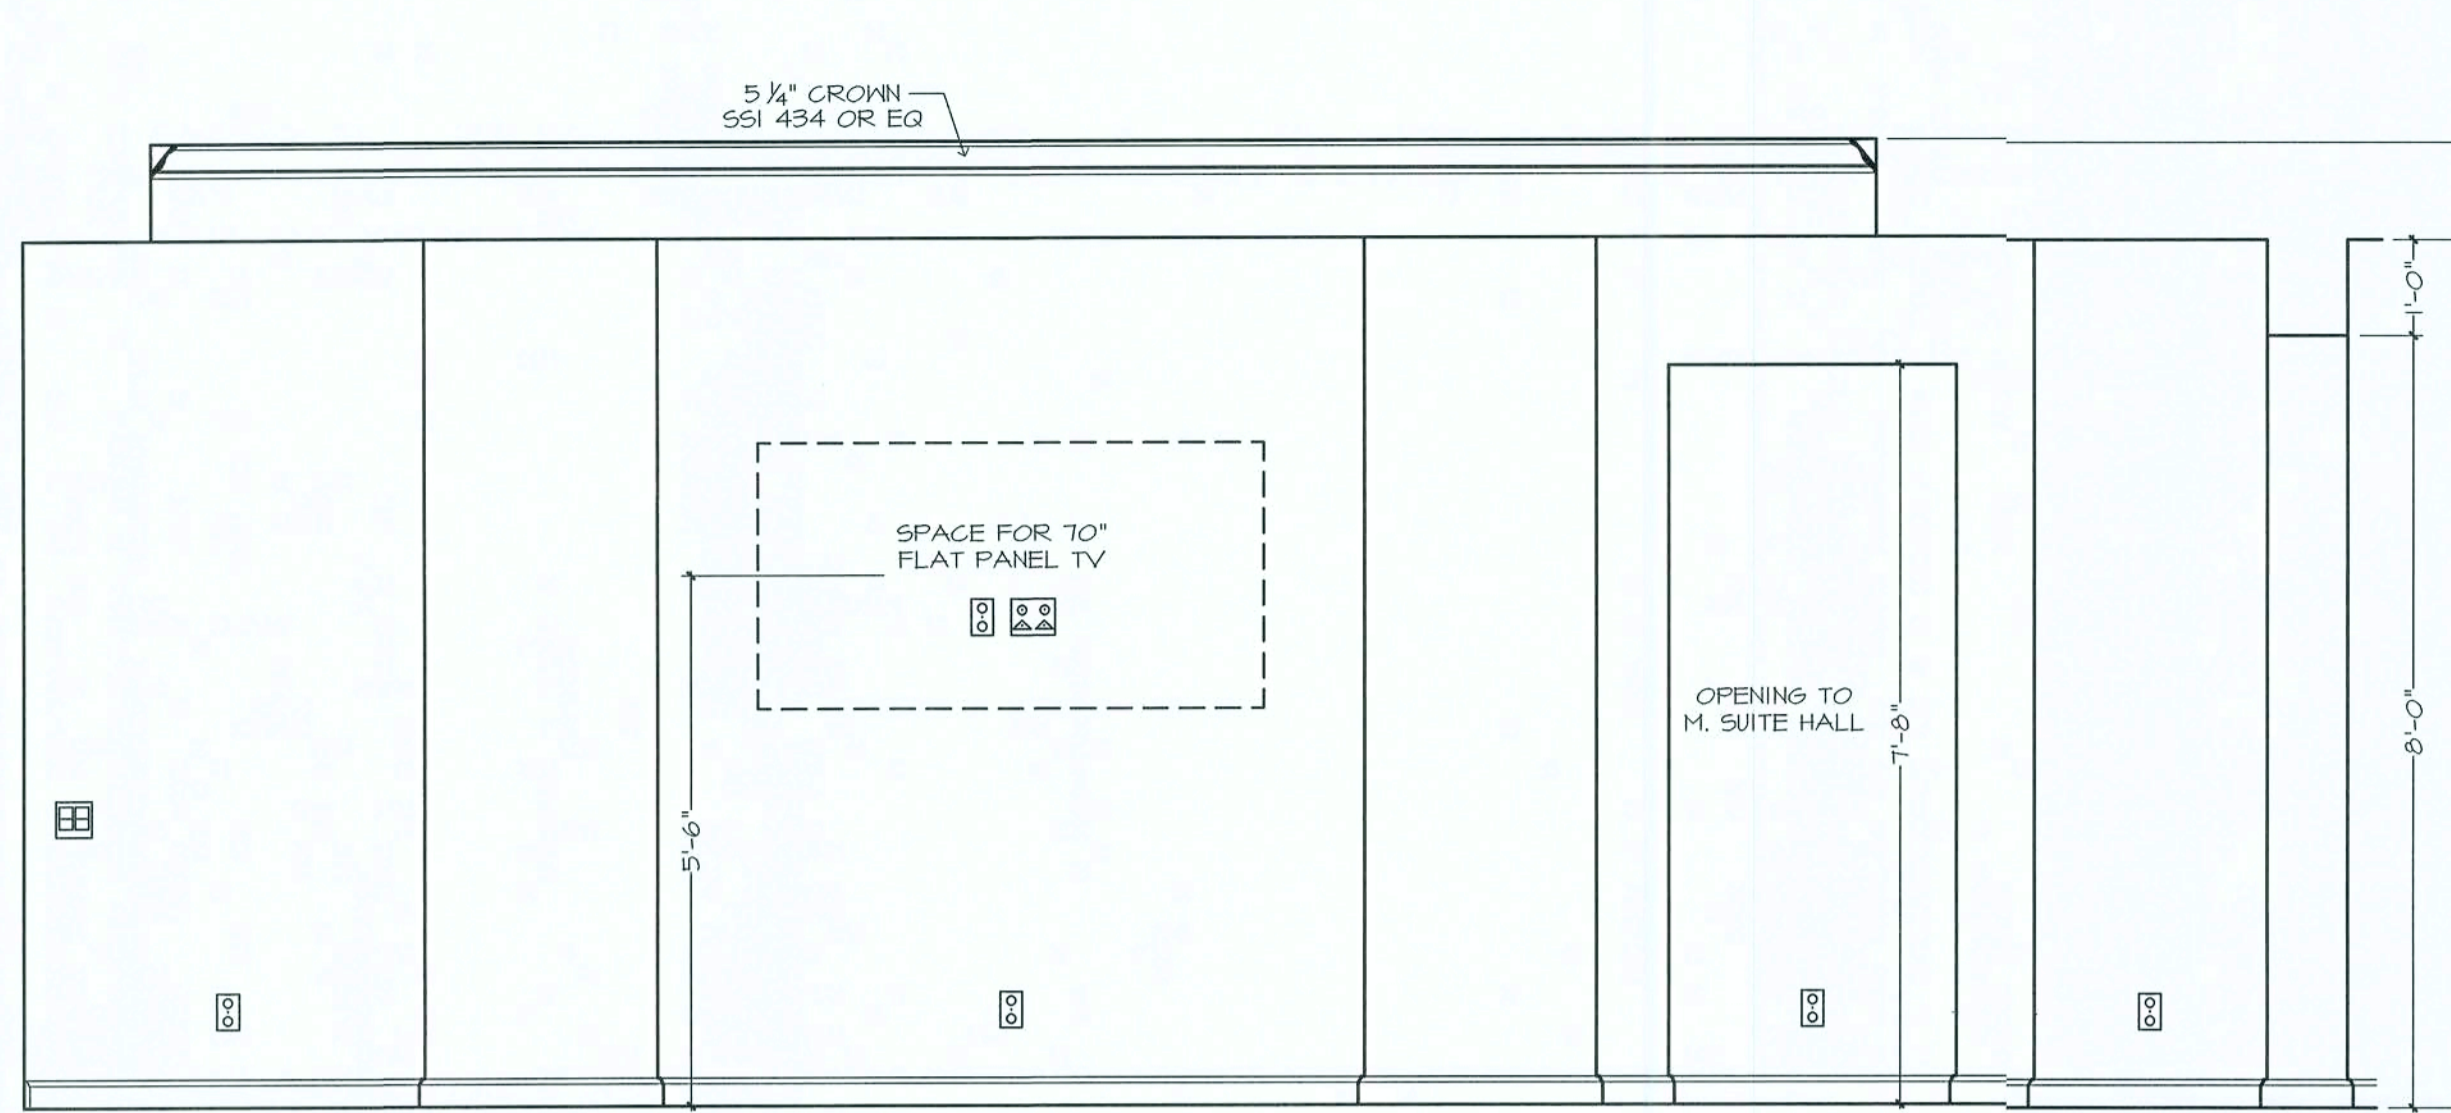 5 ¼" CROWN
SSI 434 OR EQ
1'-0"
SPACE FOR 70"
FLAT PANEL TV
OPENING TO
M. SUITE HALL
7'-8"
8'-0"
5'-6"